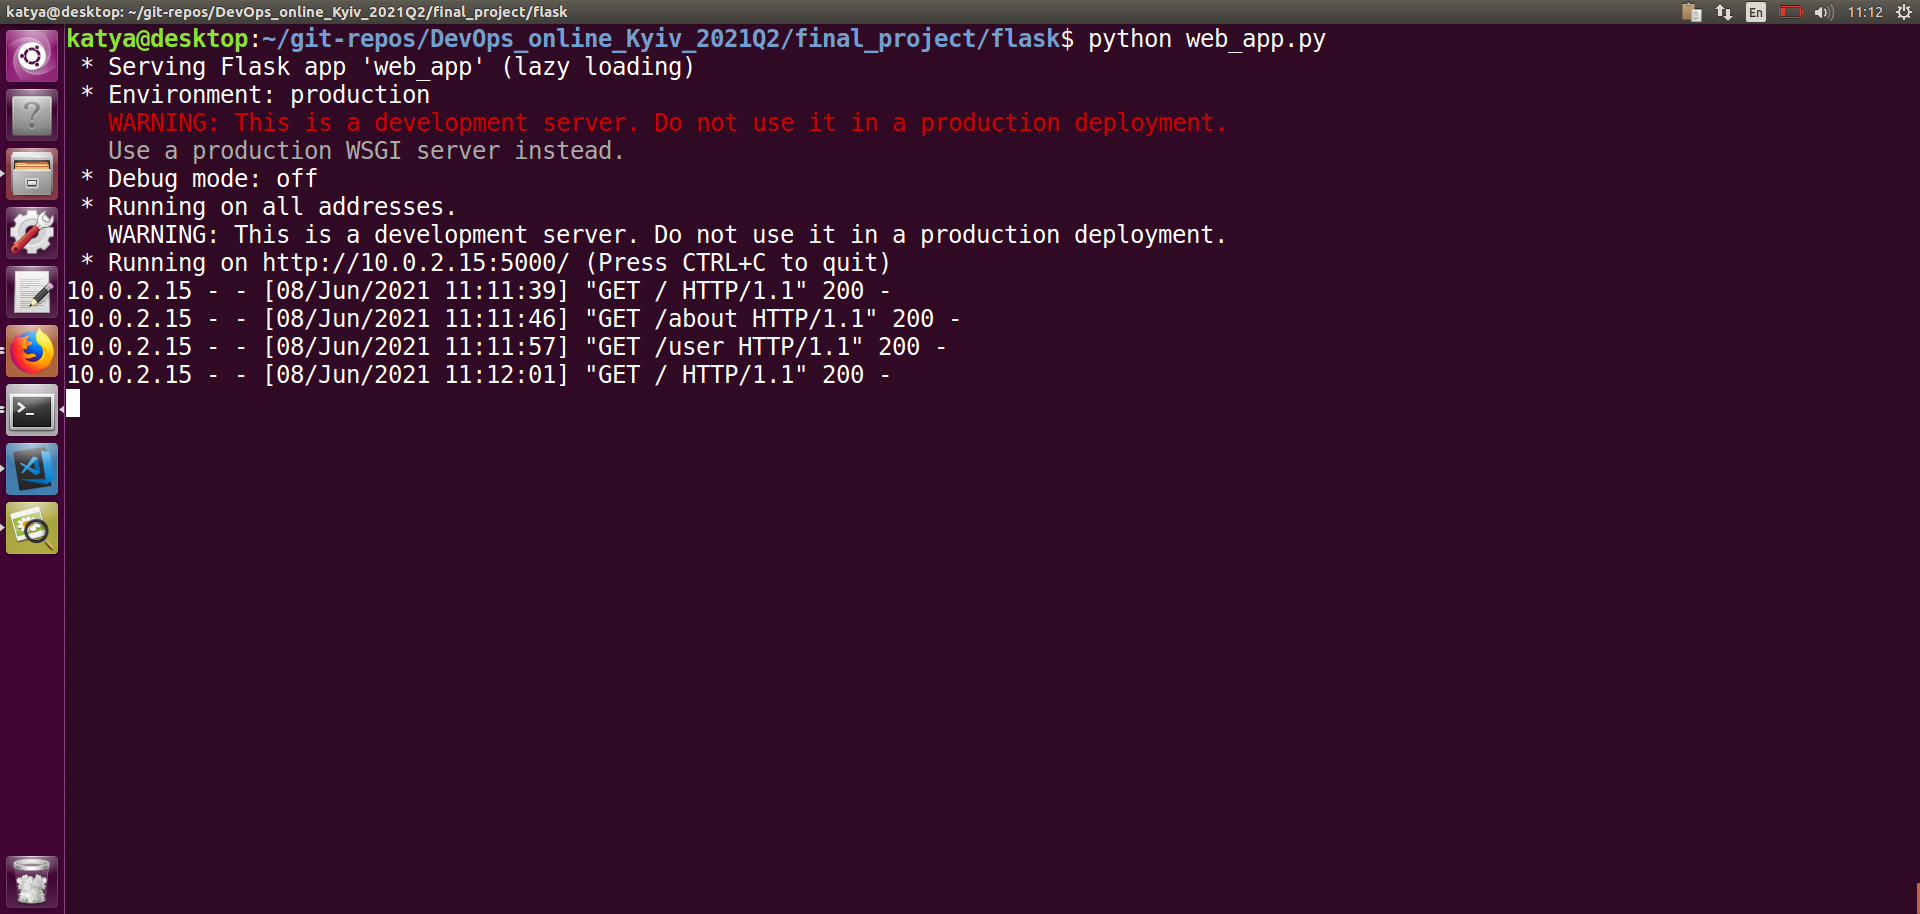 katya@desktop: ~/git-repos/DevOps_online_Kyiv_2021Q2/final_project/flask
En
11:12
katya@desktop:~/git-repos/DevOps_online_Kyiv_2021Q2/final_project/flask$ python web_app.py
 * Serving Flask app 'web_app' (lazy loading)
 * Environment: production
   WARNING: This is a development server. Do not use it in a production deployment.
   Use a production WSGI server instead.
 * Debug mode: off
 * Running on all addresses.
   WARNING: This is a development server. Do not use it in a production deployment.
 * Running on http://10.0.2.15:5000/ (Press CTRL+C to quit)
10.0.2.15 - - [08/Jun/2021 11:11:39] "GET / HTTP/1.1" 200 -
10.0.2.15 - - [08/Jun/2021 11:11:46] "GET /about HTTP/1.1" 200 -
10.0.2.15 - - [08/Jun/2021 11:11:57] "GET /user HTTP/1.1" 200 -
10.0.2.15 - - [08/Jun/2021 11:12:01] "GET / HTTP/1.1" 200 -